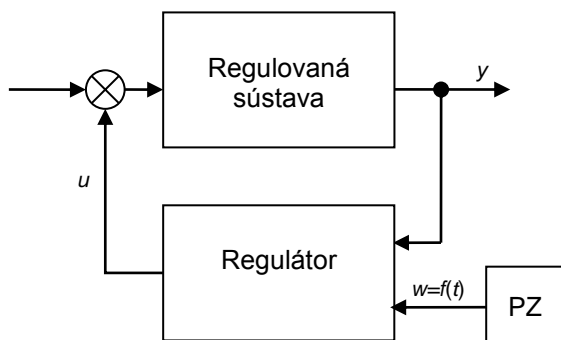 Regulovaná
sústava
y
u
Regulátor
w=f(t)
PZ